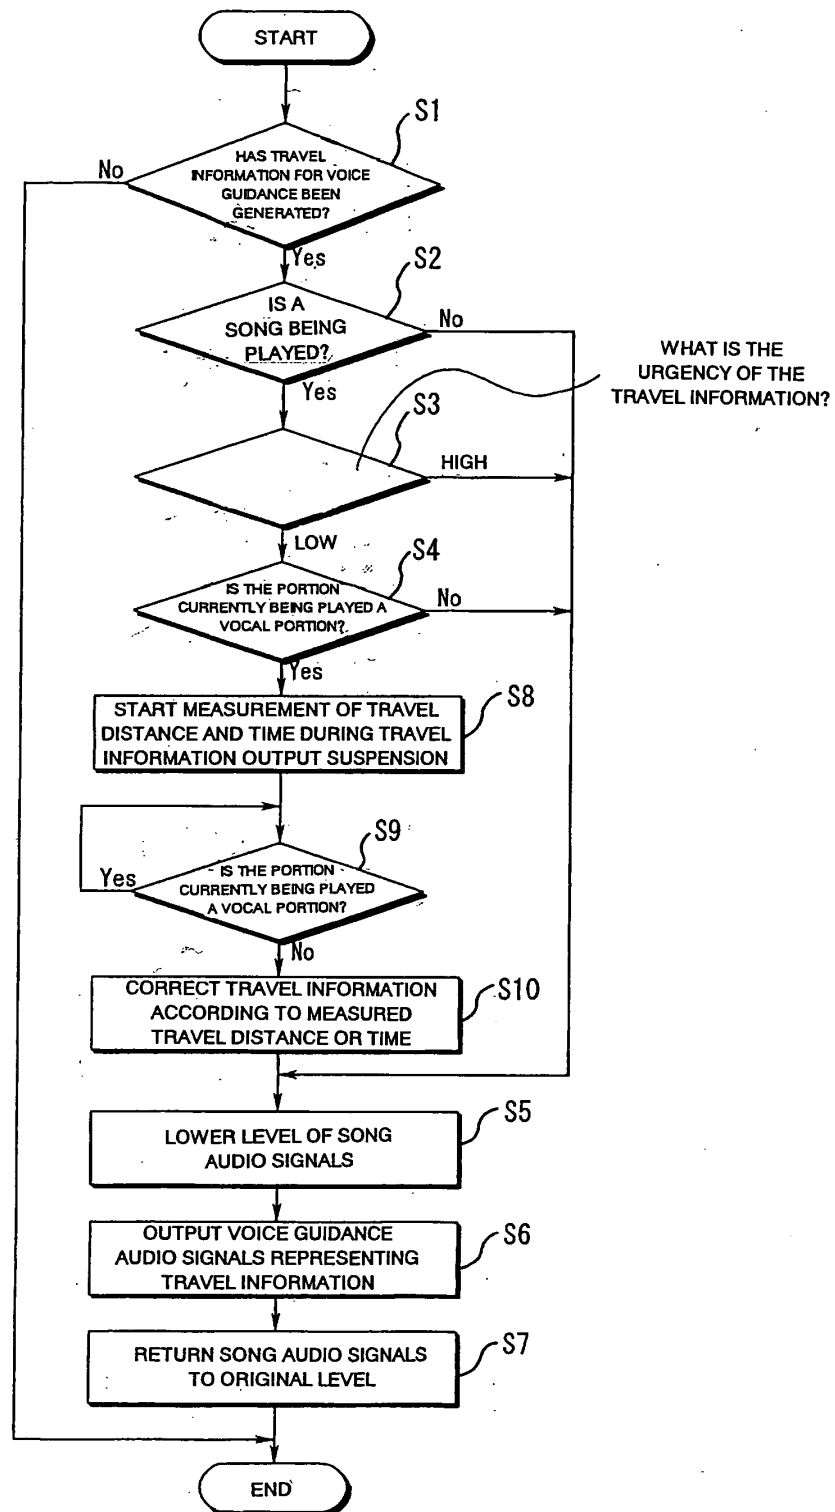 START
S1
HAS TRAVEL
INFORMATION FOR VOICE
GUIDANCE BEEN
GENERATED?
No
Yes
S2
IS A
SONG BEING
PLAYED?
No
Yes
WHAT IS THE
URGENCY OF THE
TRAVEL INFORMATION?
S3
HIGH
LOW
S4
IS THE PORTION
CURRENTLY BEING PLAYED A
VOCAL PORTION?
No
Yes
S8
START MEASUREMENT OF TRAVEL
DISTANCE AND TIME DURING TRAVEL
INFORMATION OUTPUT SUSPENSION
S9
IS THE PORTION
CURRENTLY BEING PLAYED
A VOCAL PORTION?
Yes
No
S10
CORRECT TRAVEL INFORMATION
ACCORDING TO MEASURED
TRAVEL DISTANCE OR TIME
S5
LOWER LEVEL OF SONG
AUDIO SIGNALS
S6
OUTPUT VOICE GUIDANCE
AUDIO SIGNALS REPRESENTING
TRAVEL INFORMATION
S7
RETURN SONG AUDIO SIGNALS
TO ORIGINAL LEVEL
END